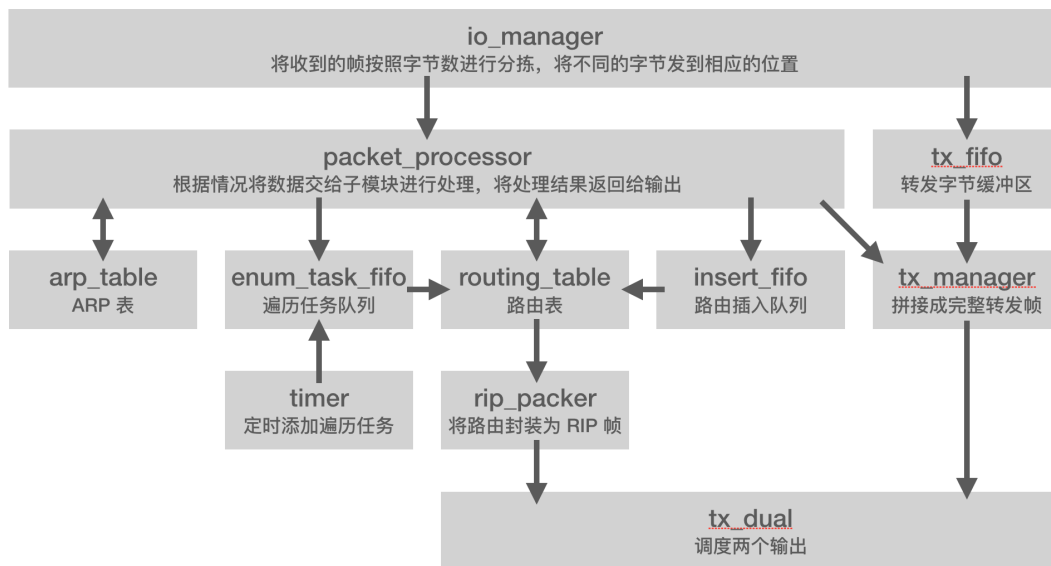 io_manager
将收到的帧按照字节数进行分拣，将不同的字节发到相应的位置
packet_processor
根据情况将数据交给子模块进行处理，将处理结果返回给输出
tx_fifo
转发字节缓冲区
arp_table
ARP 表
enum_task_fifo
遍历任务队列
routing_table
路由表
insert_fifo
路由插入队列
tx_manager
拼接成完整转发帧
timer
定时添加遍历任务
rip_packer
将路由封装为 RIP 帧
tx_dual
调度两个输出